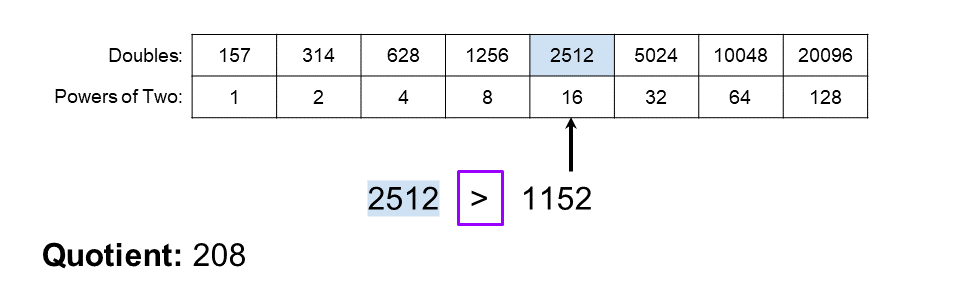 Doubles: 157 314 628 1256 2512 5024 10048 20096
Powers of Two: 1 2 4 8 16 32 64 128
2512 > 1152
Quotient: 208